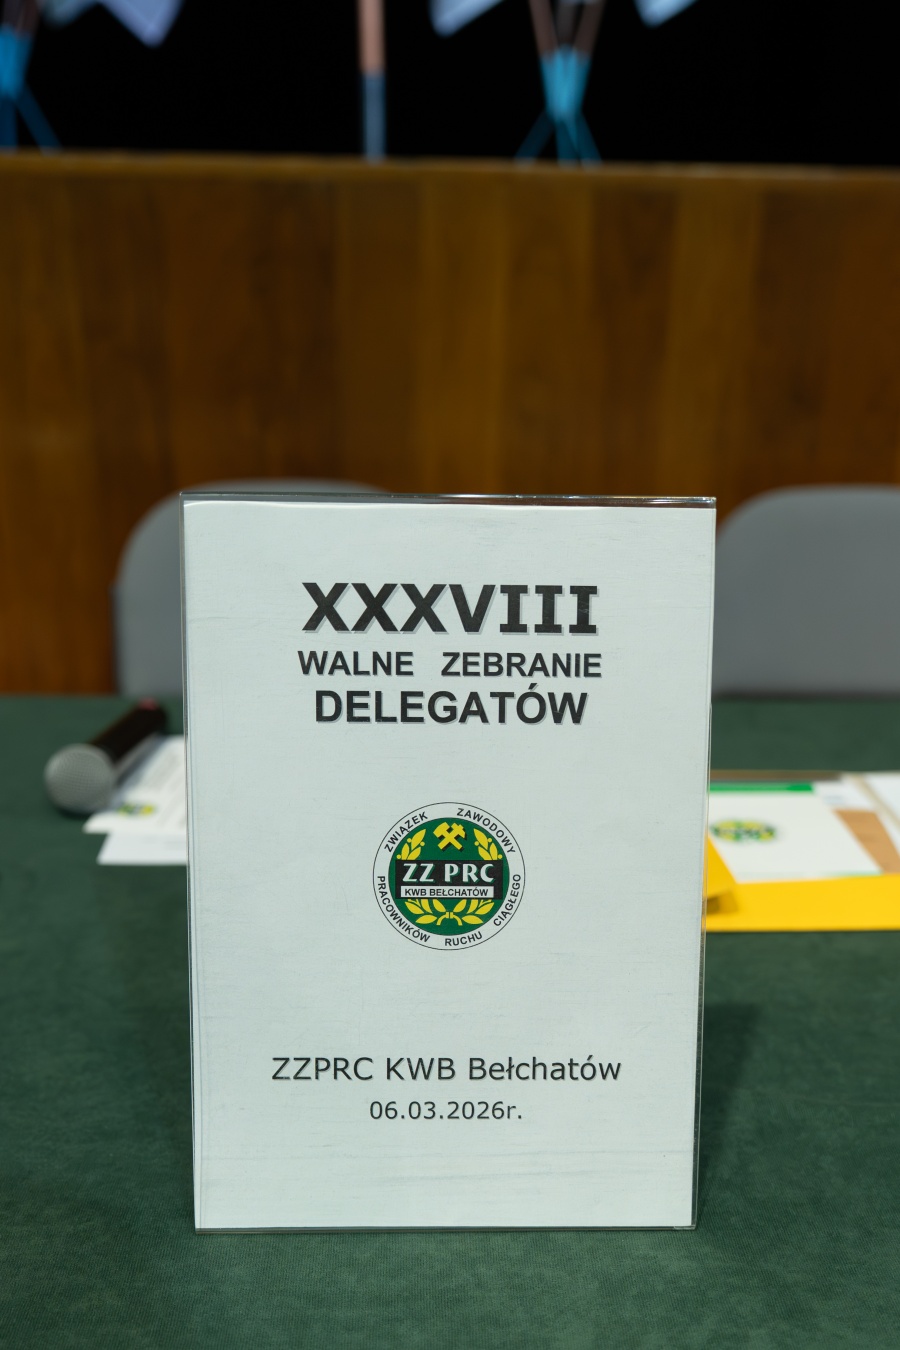 XXXVIII
WALNE ZEBRANIE
DELEGATÓW
ZWIĄZEK ZAWODOWY
ZZ PRC
KWB BEŁCHATÓW
PRACOWNIKÓW RUCHU CIĄGŁEGO
ZZPRC KWB Bełchatów
06.03.2026r.